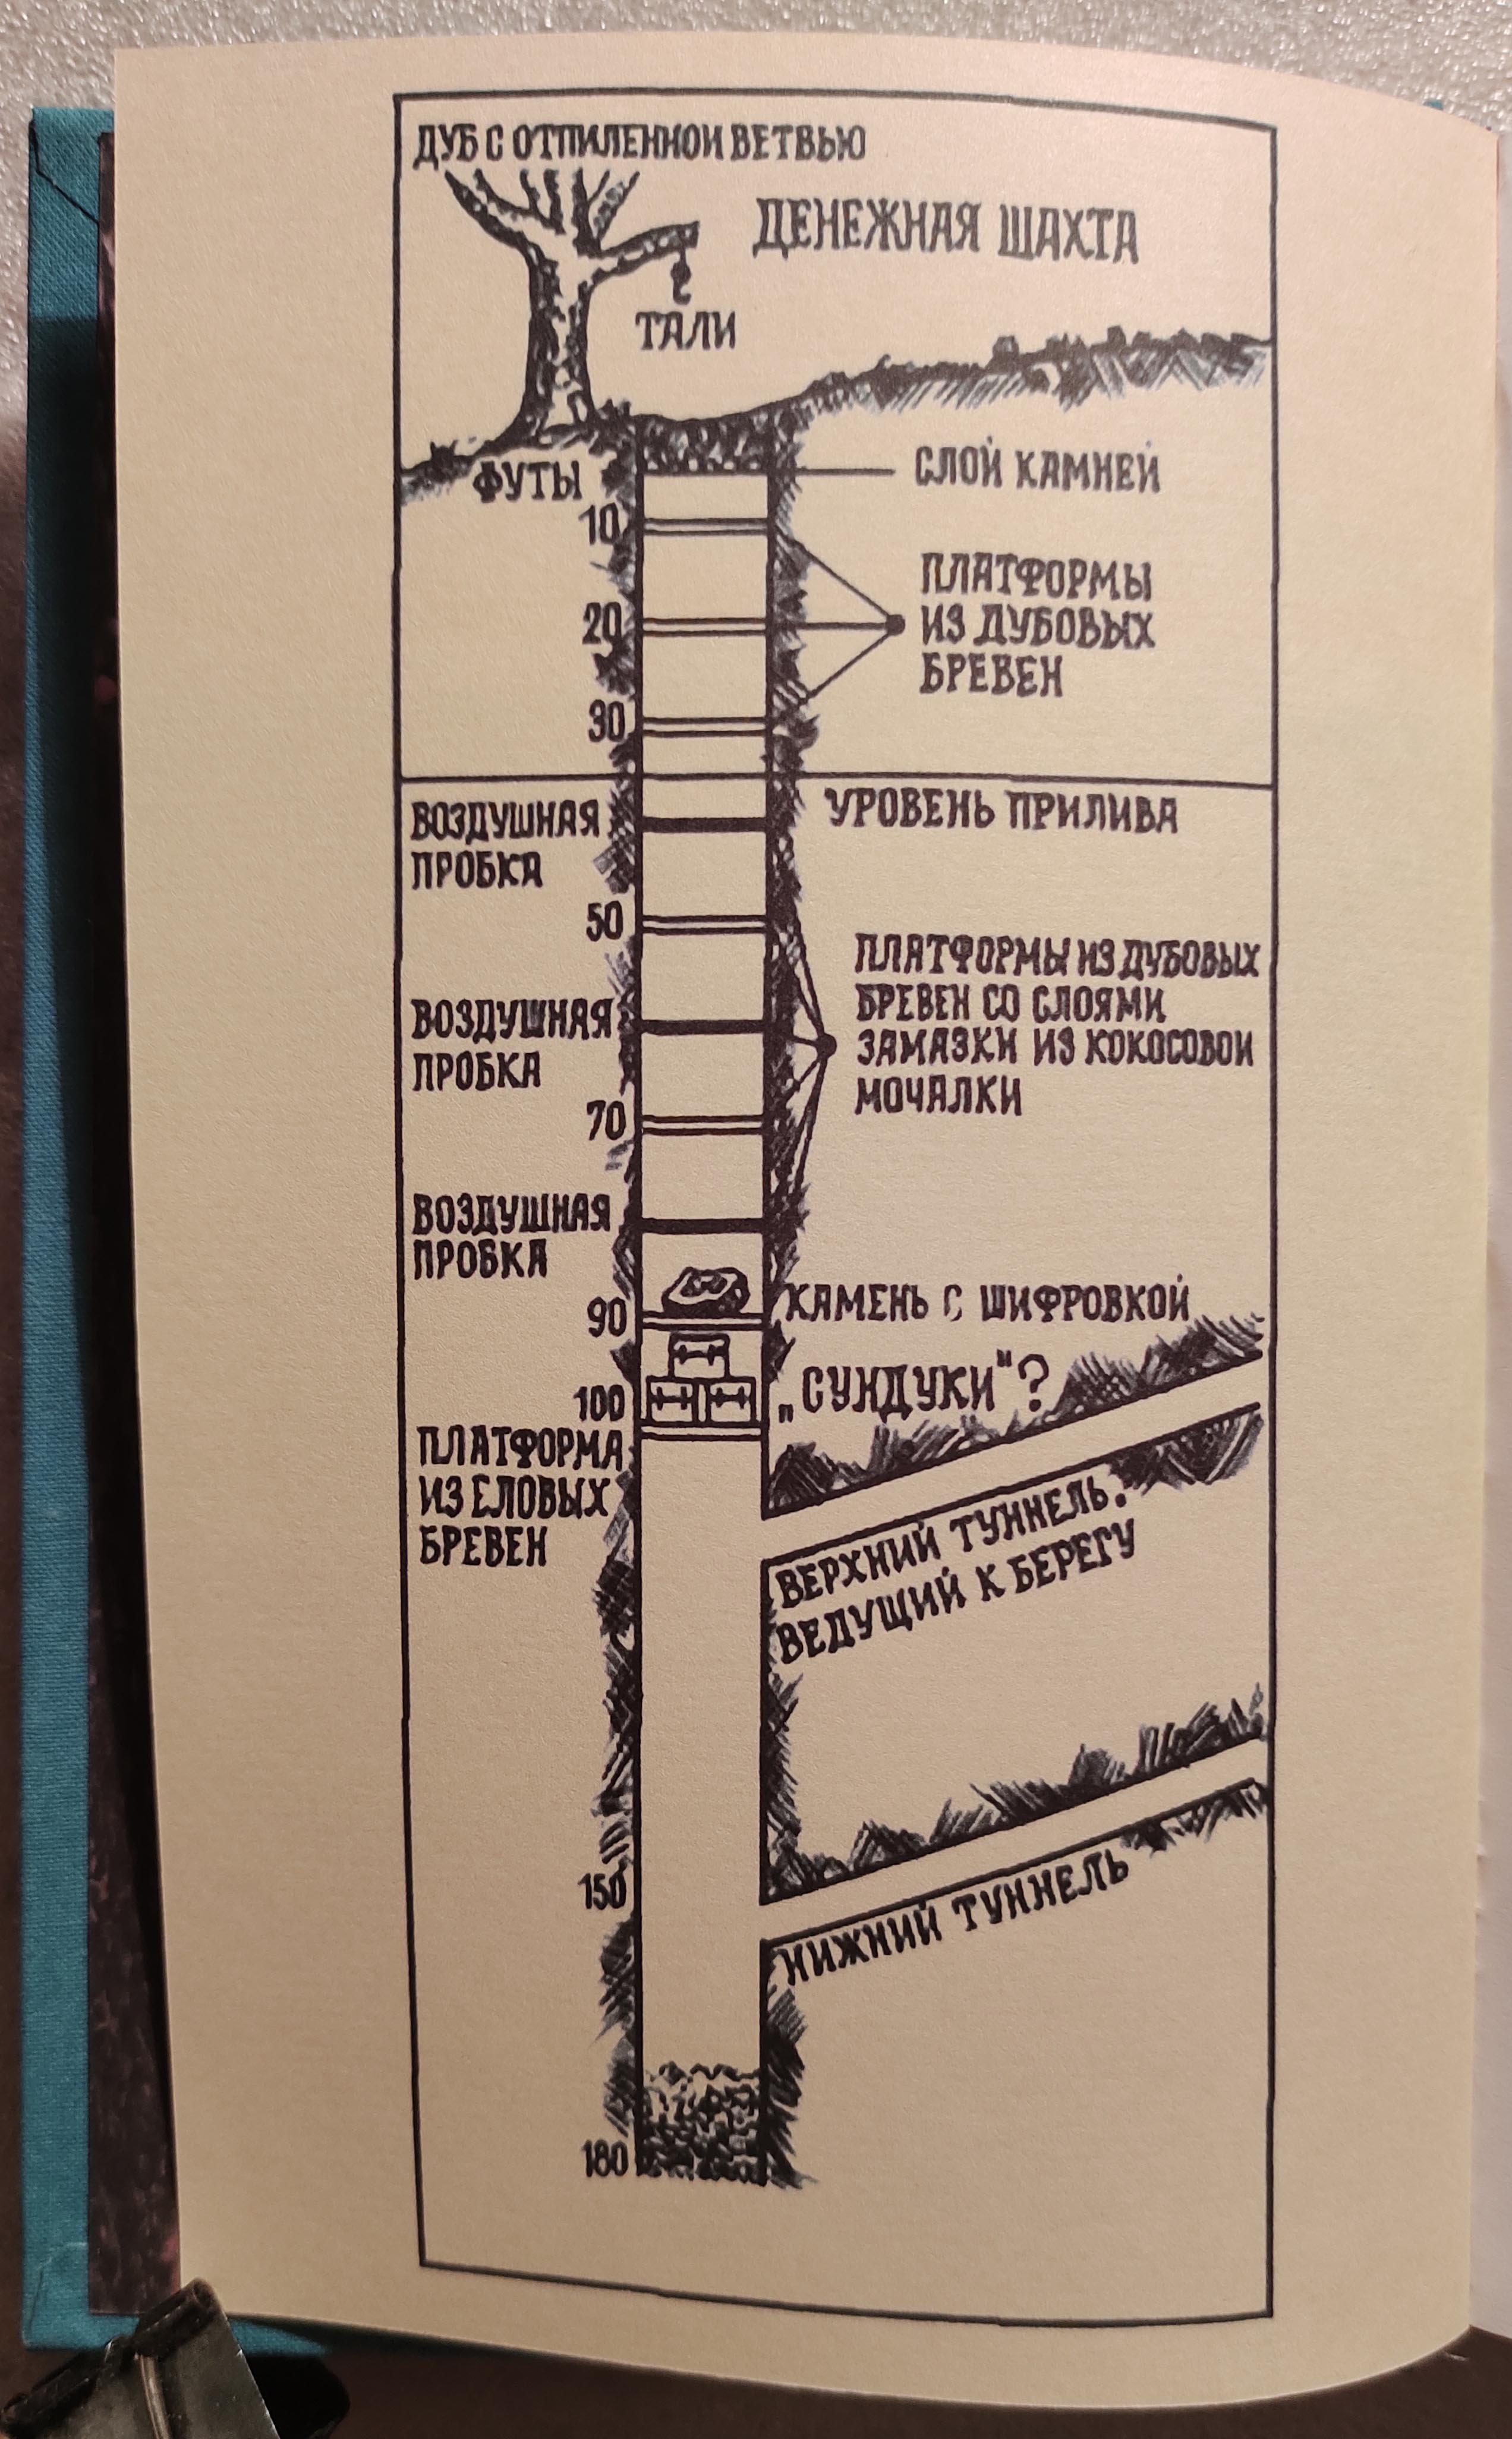 ДУБ С ОТПИЛЕННОЙ ВЕТВЬЮ
ДЕНЕЖНАЯ ШАХТА
ТАЛИ
ФУТЫ
СЛОЙ КАМНЕЙ
10
ПЛАТФОРМЫ
ИЗ ДУБОВЫХ
БРЕВЕН
20
30
УРОВЕНЬ ПРИЛИВА
ВОЗДУШНАЯ
ПРОБКА
50
ПЛАТФОРМЫ ИЗ ДУБОВЫХ
БРЕВЕН СО СЛОЯМИ
ЗАМАЗКИ ИЗ КОКОСОВОЙ
МОЧАЛКИ
ВОЗДУШНАЯ
ПРОБКА
70
ВОЗДУШНАЯ
ПРОБКА
90
КАМЕНЬ С ШИФРОВКОЙ
„СУНДУКИ"?
100
ПЛАТФОРМА
ИЗ ЕЛОВЫХ
БРЕВЕН
ВЕРХНИЙ ТУННЕЛЬ,
ВЕДУЩИЙ К БЕРЕГУ
150
НИЖНИЙ ТУННЕЛЬ
180